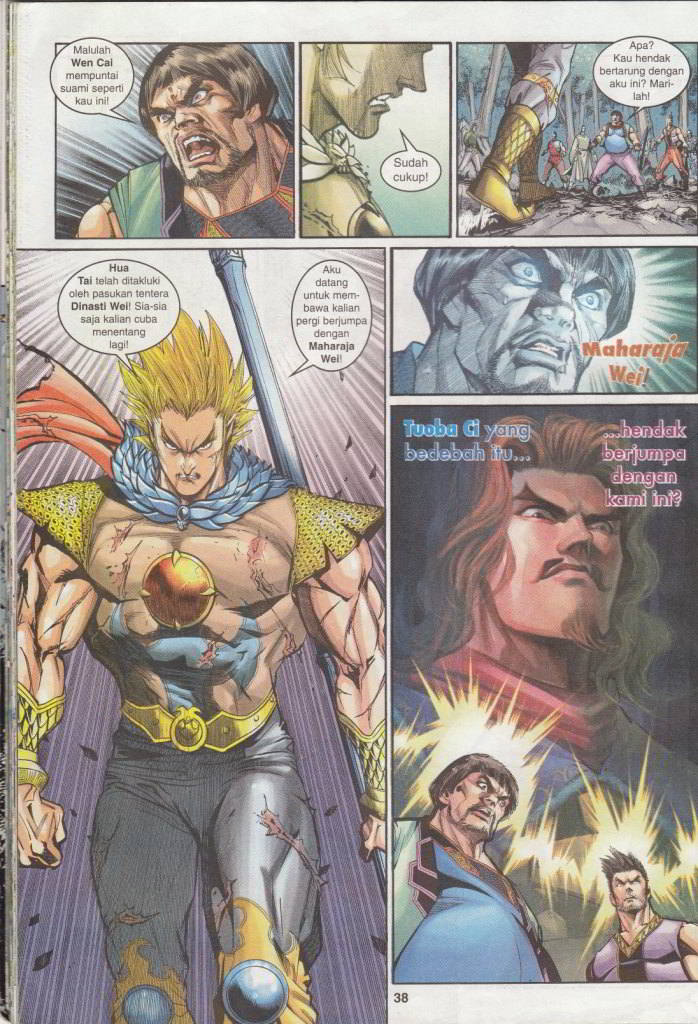 Malulah
Wen Cai
mempuntai
suami seperti
kau ini!
Sudah
cukup!
Apa?
Kau hendak
bertarung dengan
aku ini? Mari-
lah!
Hua
Tai telah ditakluki
oleh pasukan tentera
Dinasti Wei! Sia-sia
saja kalian cuba
menentang
lagi!
Aku
datang
untuk mem-
bawa kalian
pergi berjumpa
dengan
Maharaja
Wei!
Maharaja
Wei!
Tuoba Ci yang
bedebah itu...
...hendak
berjumpa
dengan
kami ini?
38